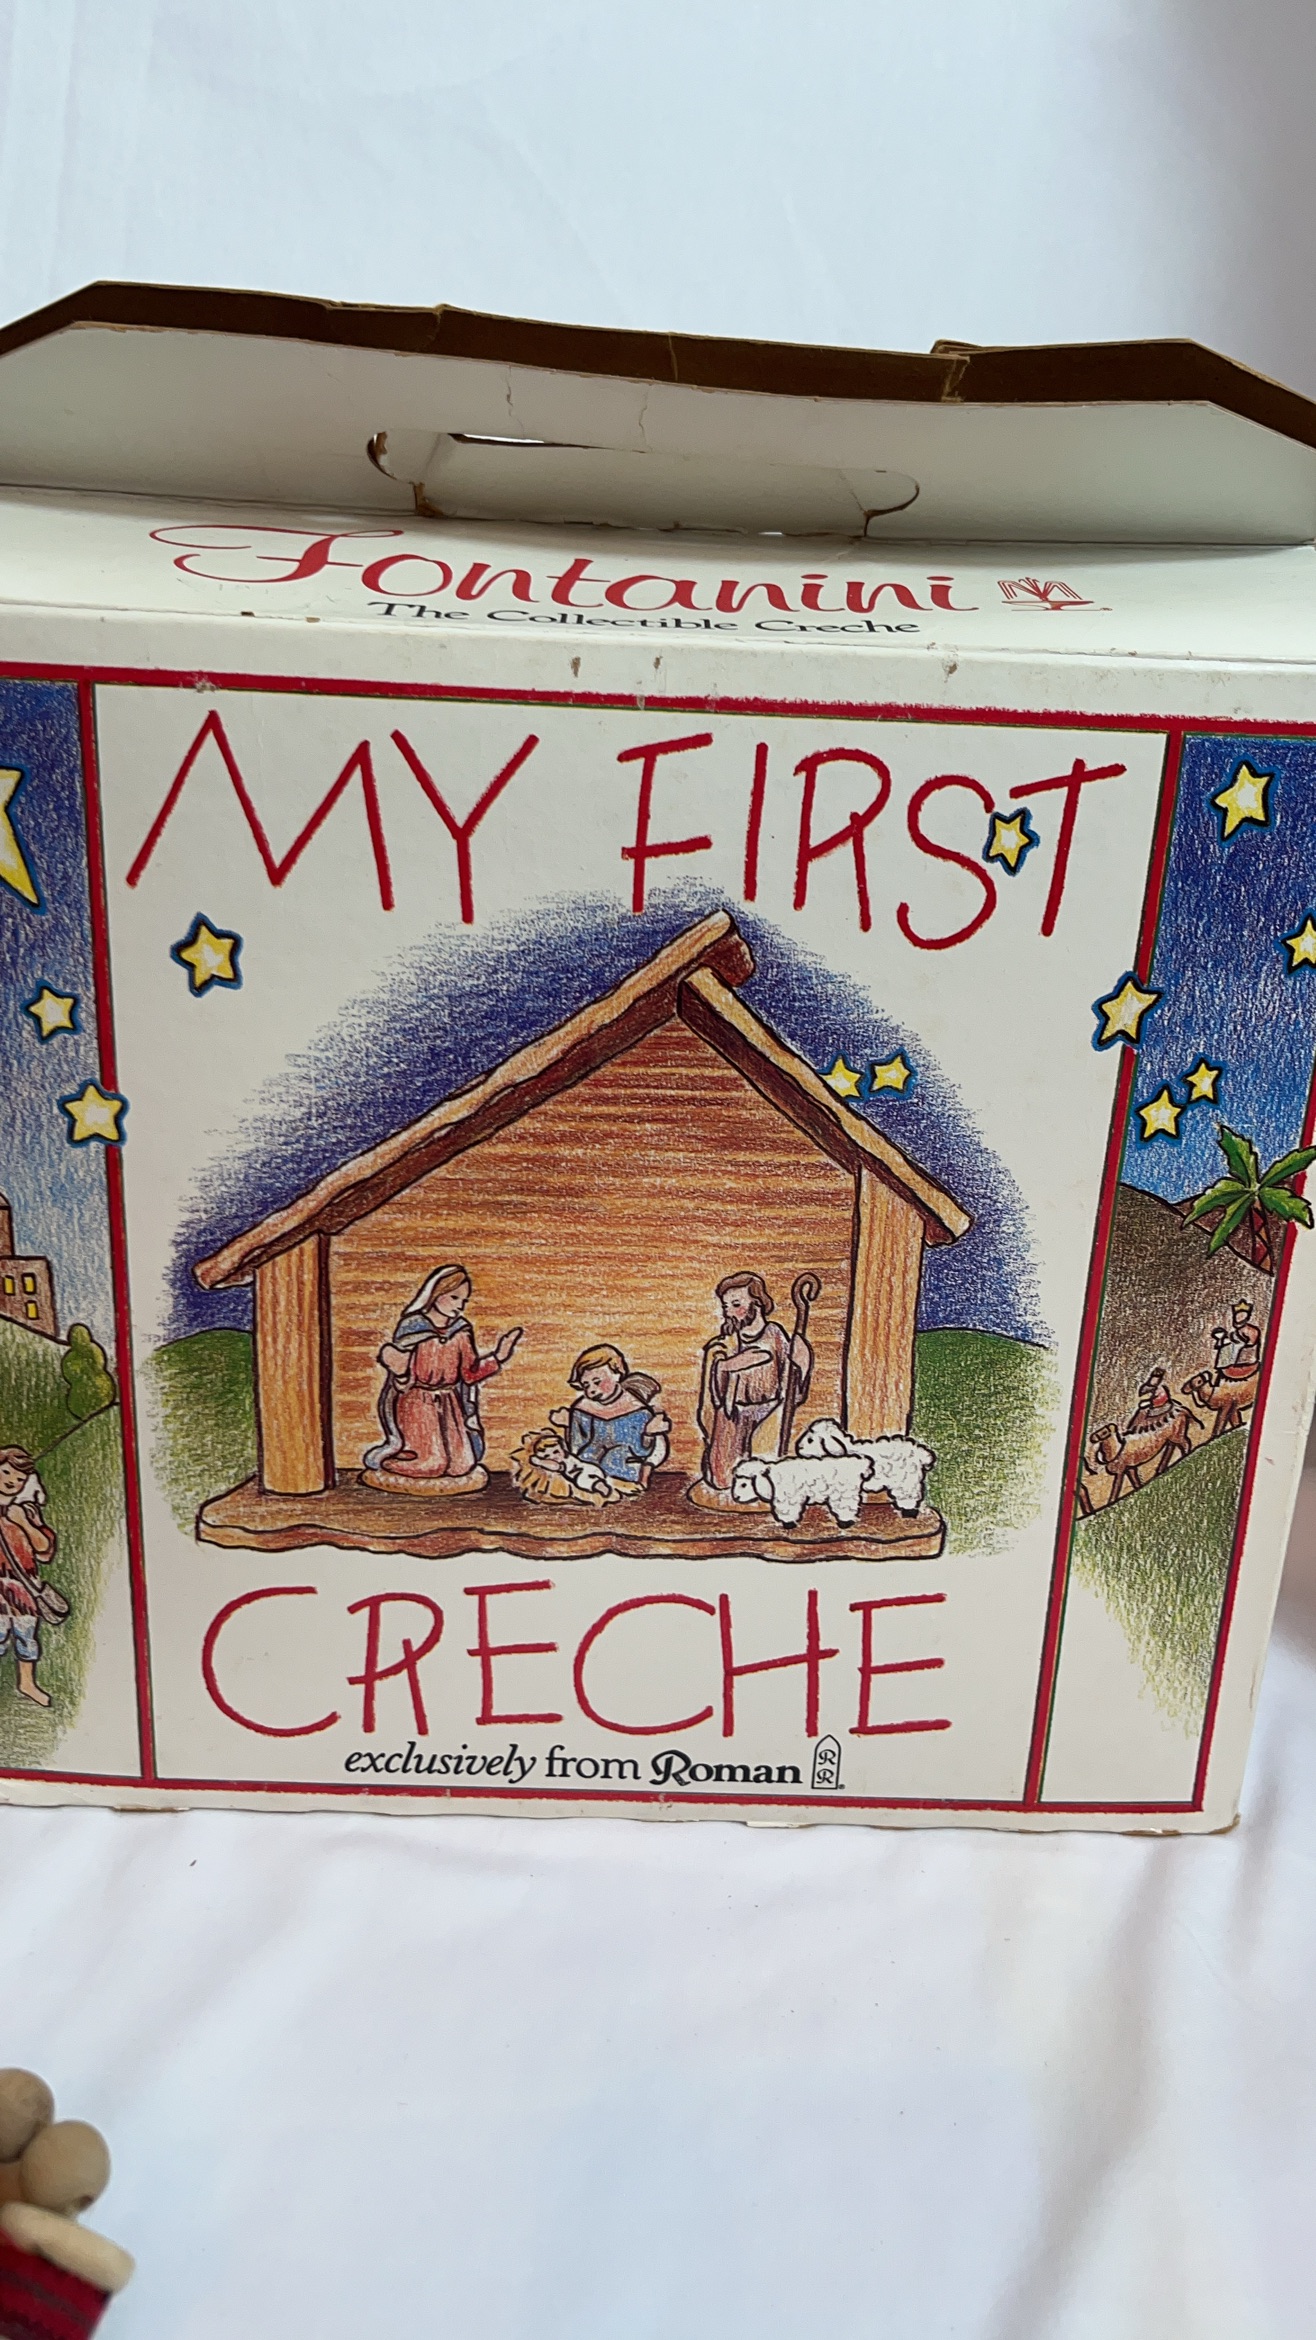 Fontanini
The Collectible Creche
MY FIRST
CRECHE
exclusively from Roman
R
R